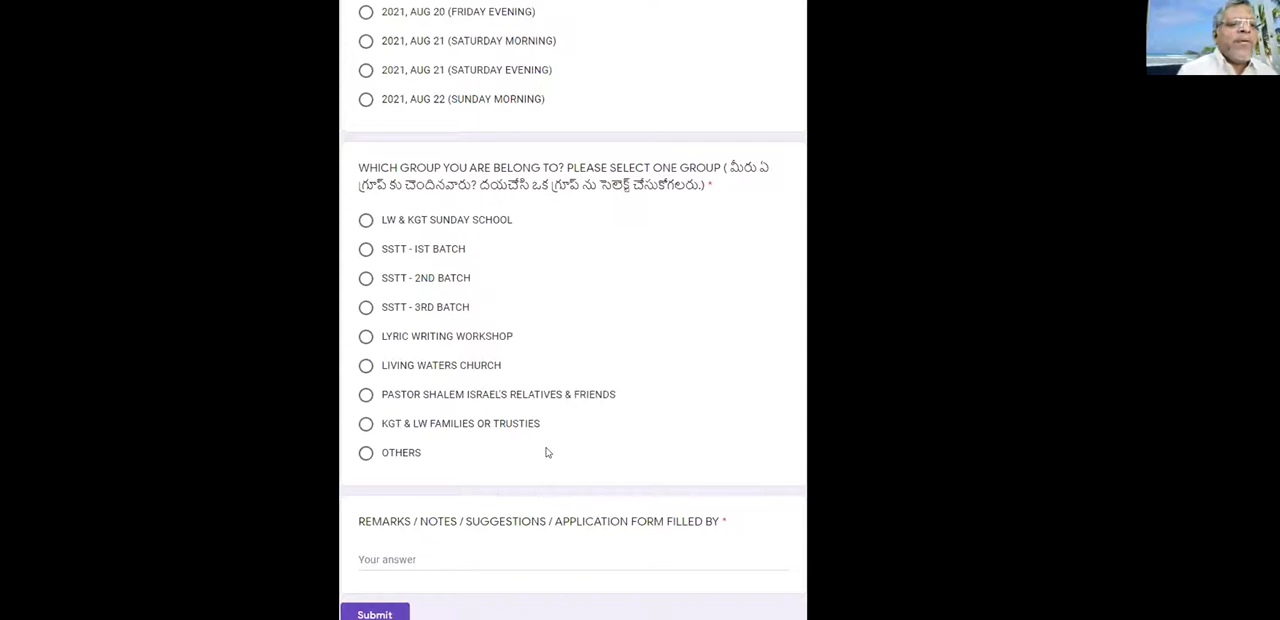 2021, AUG 20 (FRIDAY EVENING)
2021, AUG 21 (SATURDAY MORNING)
2021, AUG 21 (SATURDAY EVENING)
2021, AUG 22 (SUNDAY MORNING)
WHICH GROUP YOU ARE BELONG TO? PLEASE SELECT ONE GROUP ( మీరు ఏ
గ్రూప్ కు చెందినవారు? దయచేసి ఒక గ్రూప్ ను సెలెక్ట్ చేసుకోగలరు.) *
LW & KGT SUNDAY SCHOOL
SSTT - IST BATCH
SSTT - 2ND BATCH
SSTT - 3RD BATCH
LYRIC WRITING WORKSHOP
LIVING WATERS CHURCH
PASTOR SHALEM ISRAEL'S RELATIVES & FRIENDS
KGT & LW FAMILIES OR TRUSTIES
OTHERS
REMARKS / NOTES / SUGGESTIONS / APPLICATION FORM FILLED BY *
Your answer
Submit